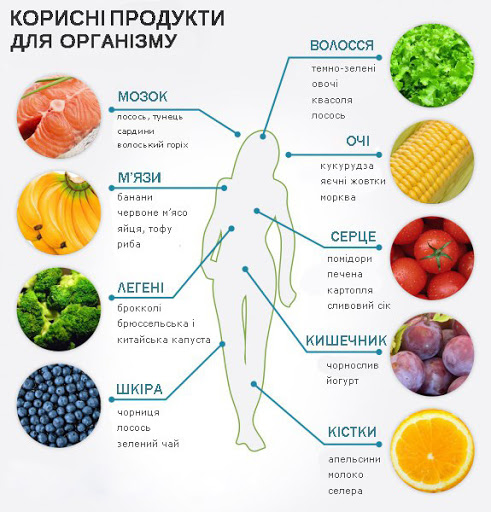 КОРИСНІ ПРОДУКТИ
ДЛЯ ОРГАНІЗМУ
МОЗОК
лосось, тунець
сардини
волоський горіх
М'ЯЗИ
банани
червоне м'ясо
яйця, тофу
риба
ЛЕГЕНІ
брокколі
брюссельська і
китайська капуста
ШКІРА
чорниця
лосось
зелений чай
ВОЛОССЯ
темно-зелені
овочі
квасоля
лосось
ОЧІ
кукурудза
яєчні жовтки
морква
СЕРЦЕ
помідори
печена
картопля
сливовий сік
КИШЕЧНИК
чорнослив
йогурт
КІСТКИ
апельсини
молоко
селера